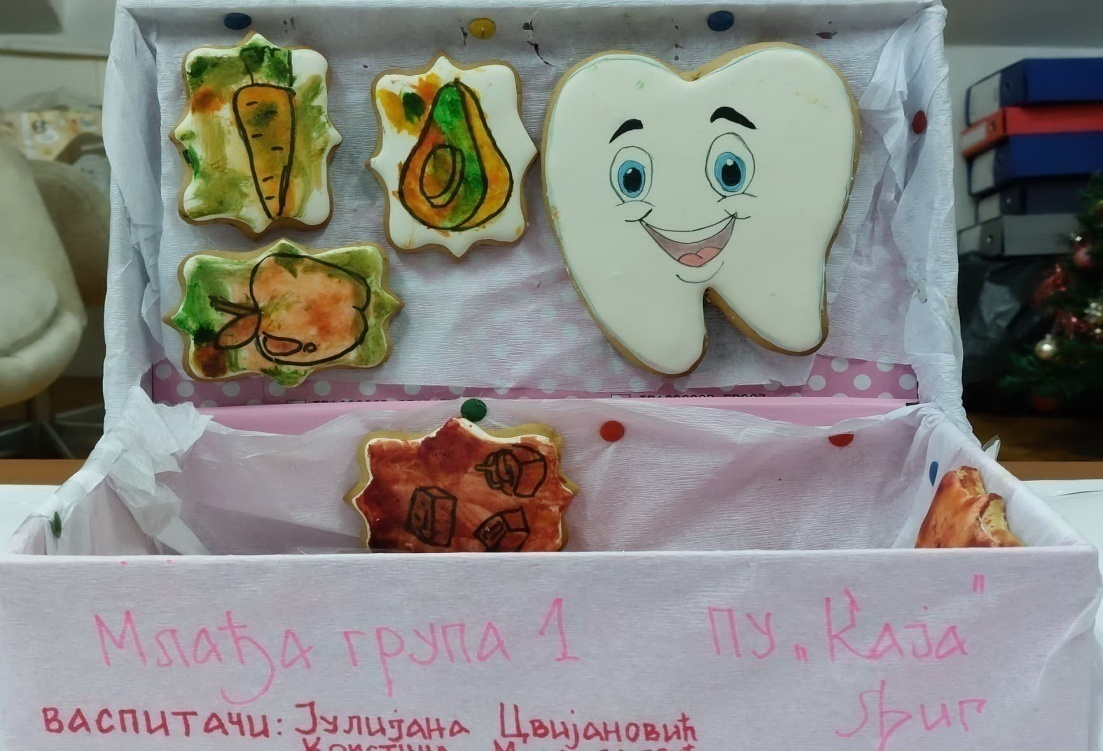 Млађа група 1
ПУ „Каја"
Љиг
ВАСПИТАЧИ: Јулијана Цвијановић